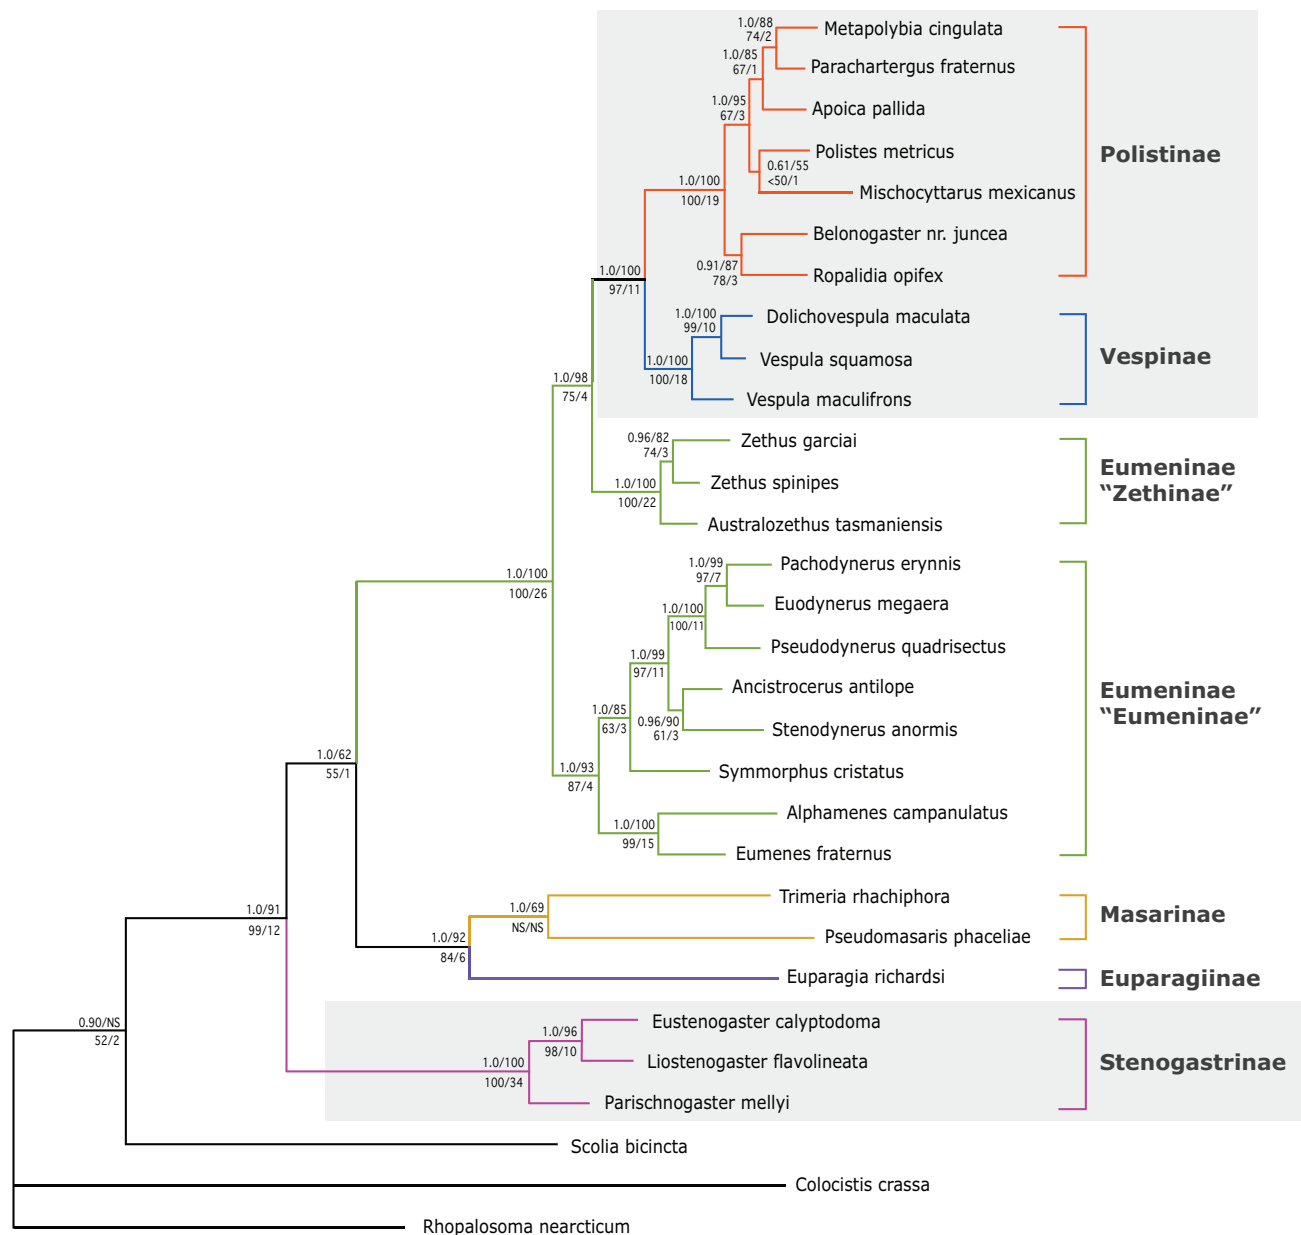 1.0/88
74/2
Metapolybia cingulata
1.0/85
67/1
Parachartergus fraternus
1.0/95
67/3
Apoica pallida
Polistes metricus
0.61/55
<50/1
Mischocyttarus mexicanus
1.0/100
100/19
Belonogaster nr. juncea
0.91/87
78/3
Ropalidia opifex
Polistinae
1.0/100
97/11
1.0/100
99/10
Dolichovespula maculata
Vespula squamosa
1.0/100
100/18
Vespula maculifrons
Vespinae
1.0/98
75/4
0.96/82
74/3
Zethus garciai
Zethus spinipes
1.0/100
100/22
Australozethus tasmaniensis
Eumeninae
“Zethinae”
1.0/100
100/26
1.0/99
97/7
Pachodynerus erynnis
Euodynerus megaera
1.0/100
100/11
Pseudodynerus quadrisectus
1.0/99
97/11
Ancistrocerus antilope
0.96/90
61/3
Stenodynerus anormis
1.0/85
63/3
Symmorphus cristatus
1.0/93
87/4
Alphamenes campanulatus
1.0/100
99/15
Eumenes fraternus
Eumeninae
“Eumeninae”
1.0/62
55/1
Trimeria rhachiphora
1.0/69
NS/NS
Pseudomasaris phaceliae
Masarinae
1.0/92
84/6
Euparagia richardsi
Euparagiinae
1.0/91
99/12
Eustenogaster calyptodoma
1.0/96
98/10
Liostenogaster flavolineata
1.0/100
100/34
Parischnogaster mellyi
Stenogastrinae
0.90/NS
52/2
Scolia bicincta
Colocistis crassa
Rhopalosoma nearcticum